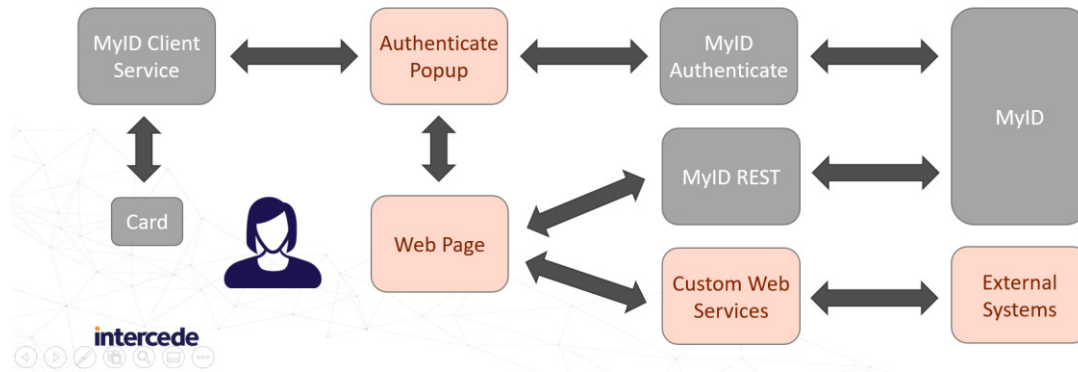 MyID Client
Service
Authenticate
Popup
MyID
Authenticate
MyID
MyID REST
Card
Web Page
Custom Web
Services
External
Systems
intercede